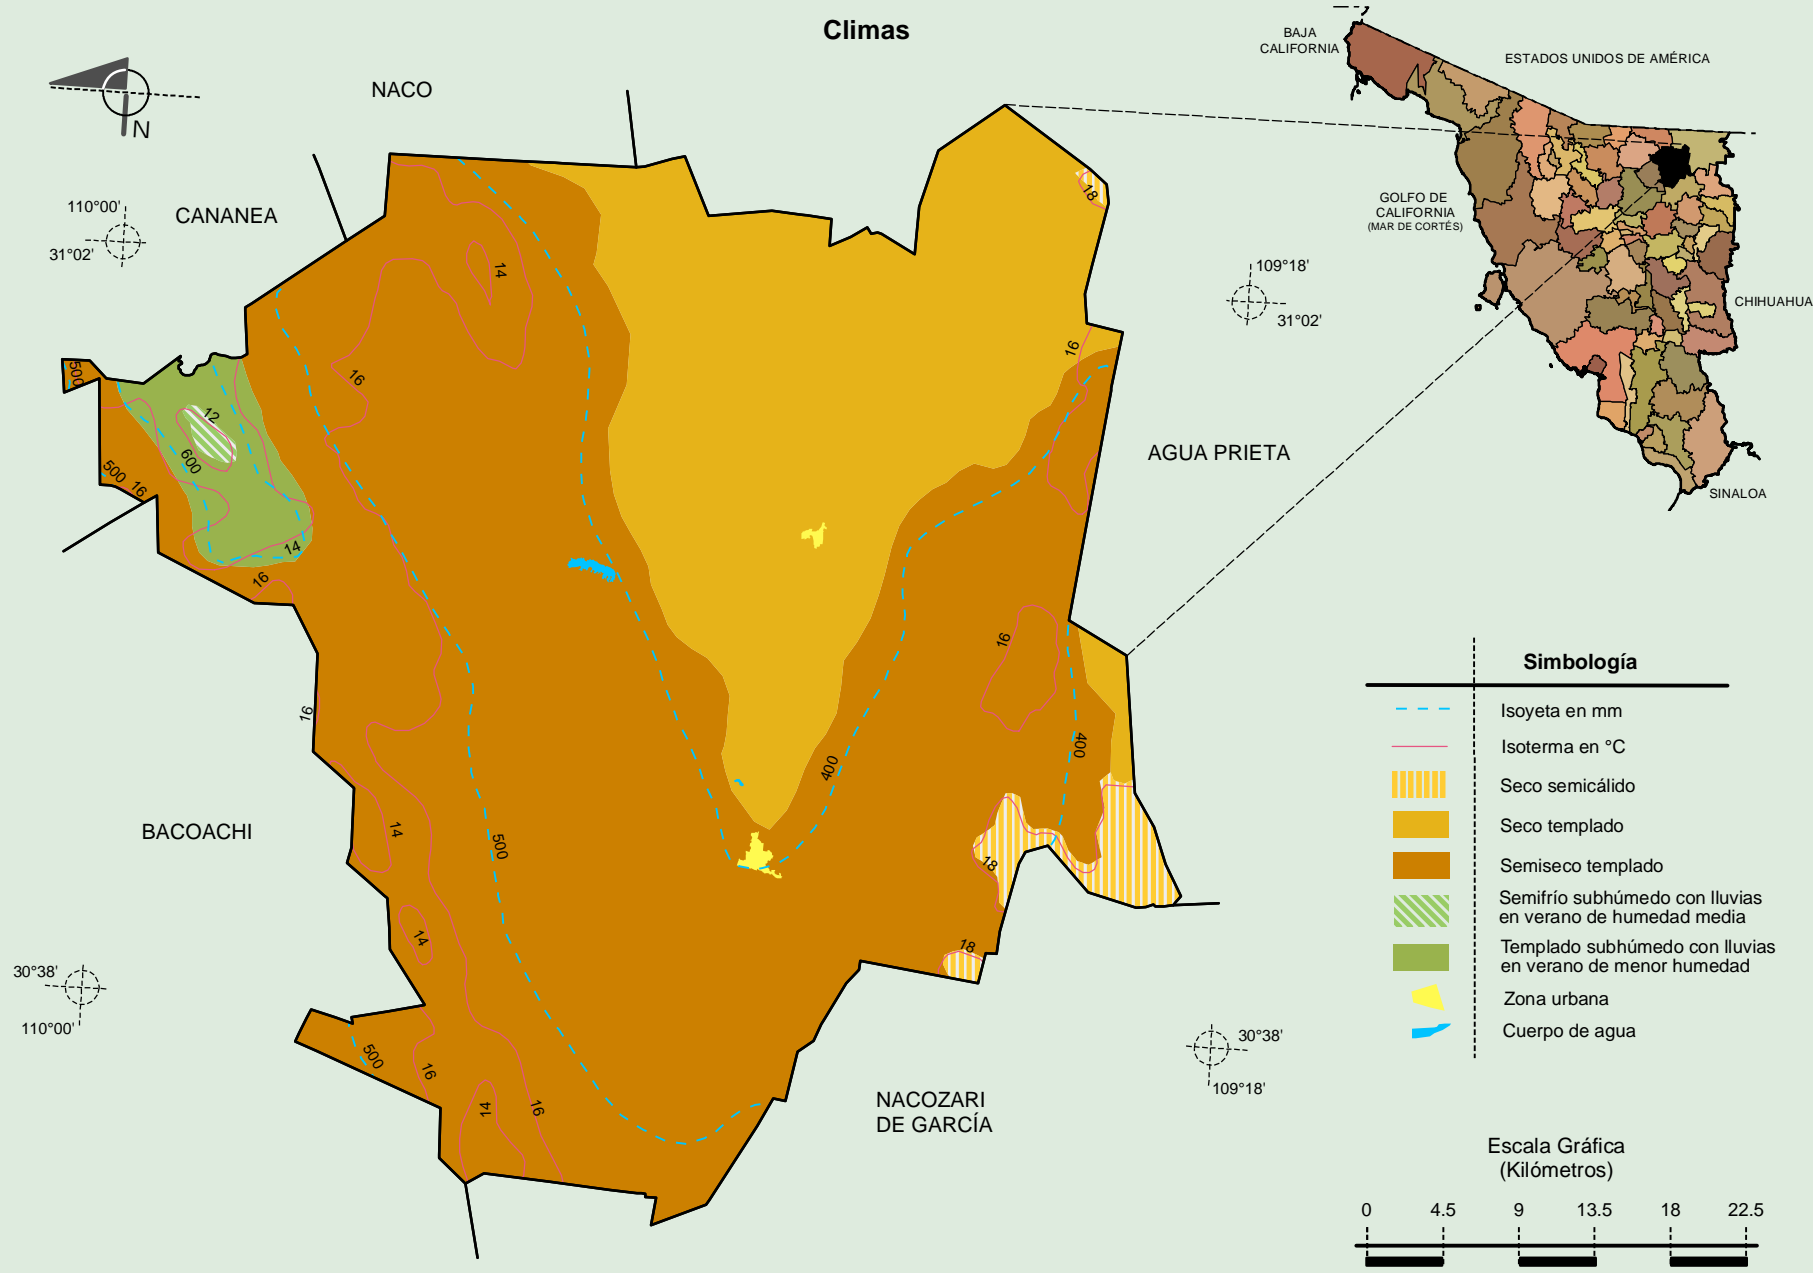 Climas
N
NACO
CANANEA
110°00'
31°02'
109°18'
31°02'
AGUA PRIETA
BACOACHI
NACOZARI
DE GARCÍA
30°38'
110°00'
30°38'
109°18'
500
12
600
500
16
14
16
14
16
18
16
16
16
400
400
14
500
18
18
14
500
16
14
16
BAJA
CALIFORNIA
ESTADOS UNIDOS DE AMÉRICA
GOLFO DE
CALIFORNIA
(MAR DE CORTÉS)
CHIHUAHUA
SINALOA
Simbología
Isoyeta en mm
Isoterma en °C
Seco semicálido
Seco templado
Semiseco templado
Semifrío subhúmedo con lluvias
en verano de humedad media
Templado subhúmedo con lluvias
en verano de menor humedad
Zona urbana
Cuerpo de agua
Escala Gráfica
(Kilómetros)
0 4.5 9 13.5 18 22.5